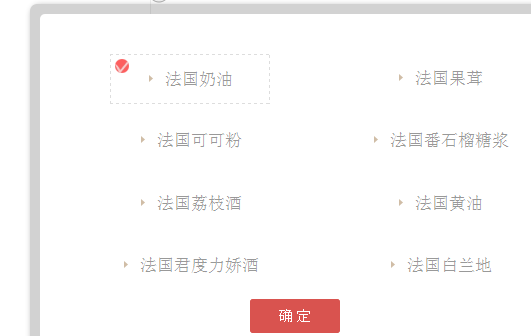 法国奶油
法国果茸
法国可可粉
法国番石榴糖浆
法国荔枝酒
法国黄油
法国君度力娇酒
法国白兰地
确定